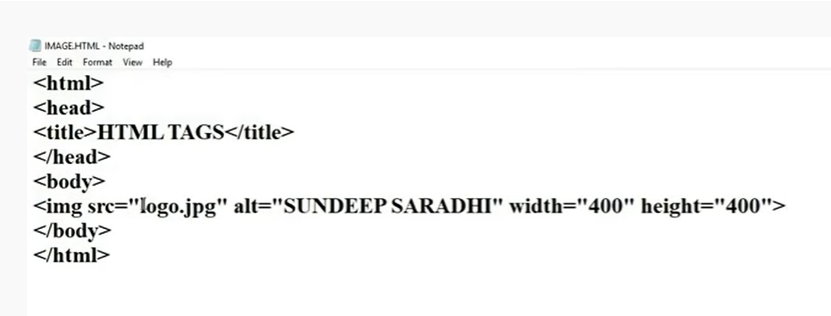 IMAGE.HTML - Notepad
File Edit Format View Help
<html>
<head>
<title>HTML TAGS</title>
</head>
<body>
<img src="logo.jpg" alt="SUNDEEP SARADHI" width="400" height="400">
</body>
</html>